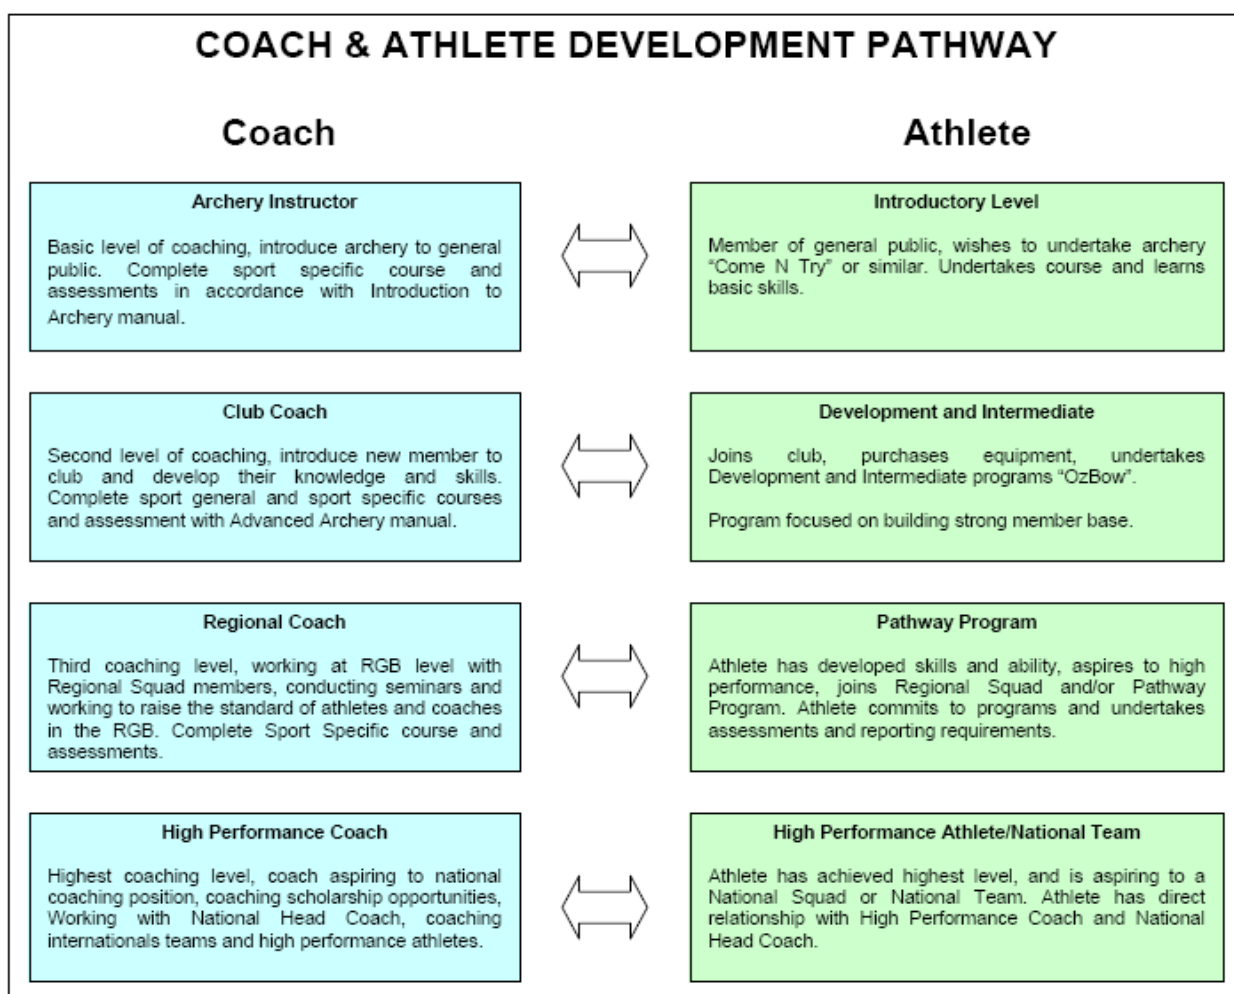 COACH & ATHLETE DEVELOPMENT PATHWAY
Coach
Athlete
Archery Instructor
Basic level of coaching, introduce archery to general
public. Complete sport specific course and
assessments in accordance with Introduction to
Archery manual.
Introductory Level
Member of general public, wishes to undertake archery
“Come N Try” or similar. Undertakes course and learns
basic skills.
Club Coach
Second level of coaching, introduce new member to
club and develop their knowledge and skills.
Complete sport general and sport specific courses
and assessment with Advanced Archery manual.
Development and Intermediate
Joins club, purchases equipment, undertakes
Development and Intermediate programs “OzBow”.
Program focused on building strong member base.
Regional Coach
Third coaching level, working at RGB level with
Regional Squad members, conducting seminars and
working to raise the standard of athletes and coaches
in the RGB. Complete Sport Specific course and
assessments.
Pathway Program
Athlete has developed skills and ability, aspires to high
performance, joins Regional Squad and/or Pathway
Program. Athlete commits to programs and undertakes
assessments and reporting requirements.
High Performance Coach
Highest coaching level, coach aspiring to national
coaching position, coaching scholarship opportunities,
Working with National Head Coach, coaching
internationals teams and high performance athletes.
High Performance Athlete/National Team
Athlete has achieved highest level, and is aspiring to a
National Squad or National Team. Athlete has direct
relationship with High Performance Coach and National
Head Coach.